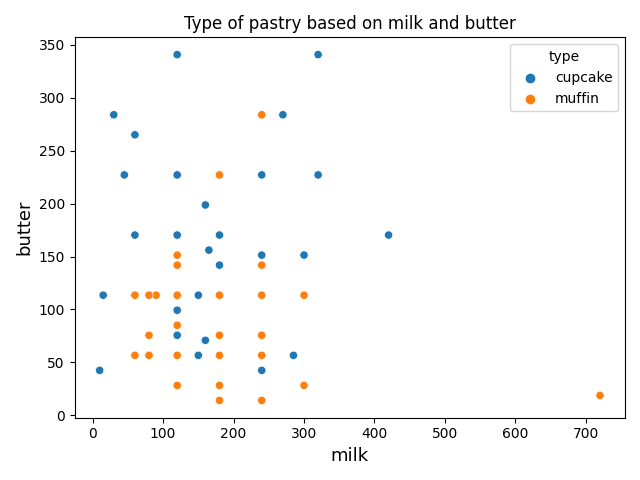 Type of pastry based on milk and butter
type
cupcake
muffin
butter
350
300
250
200
150
100
50
0
0 100 200 300 400 500 600 700
milk